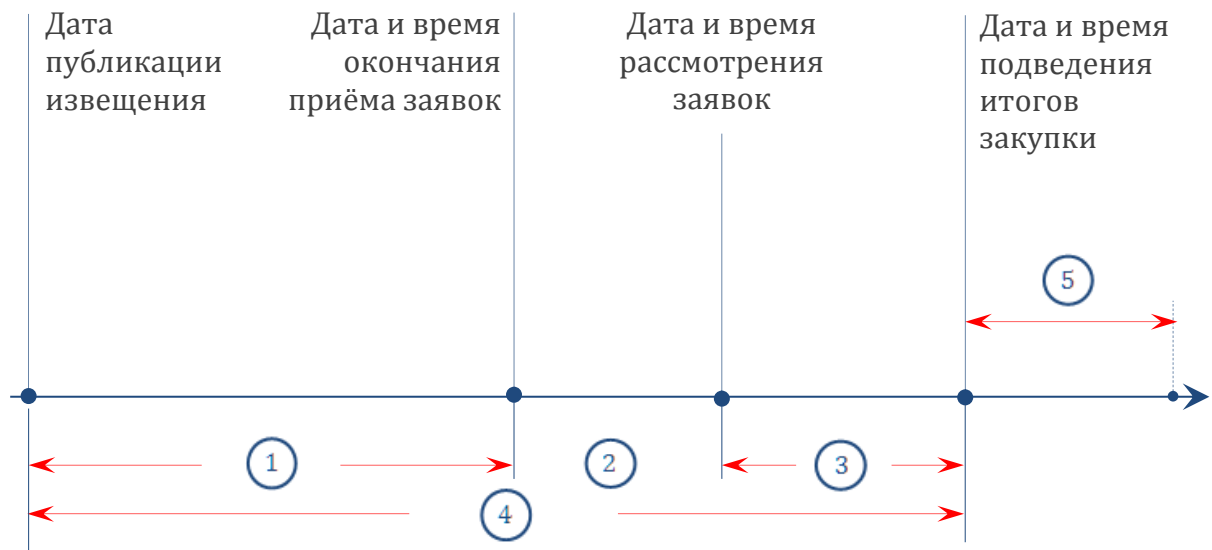 Дата
публикации
извещения
Дата и время
окончания
приёма заявок
Дата и время
рассмотрения
заявок
Дата и время
подведения
итогов
закупки
5
1
2
3
4